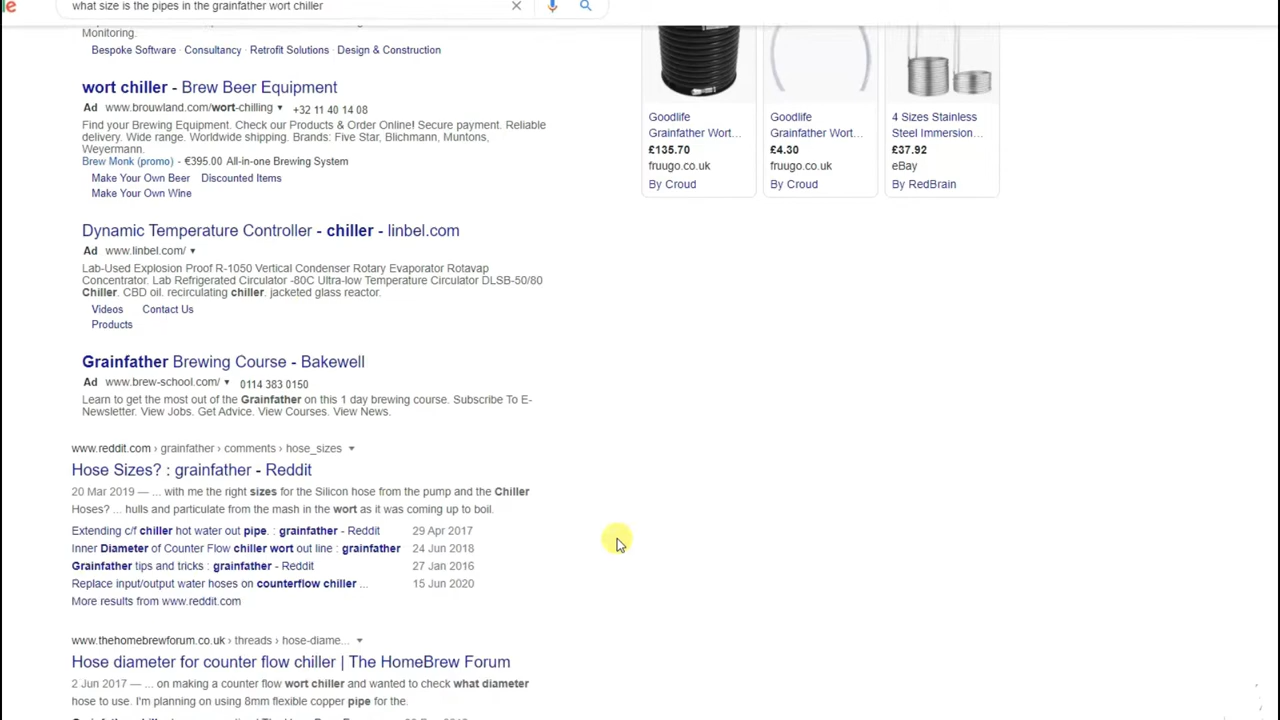 what size is the pipes in the grainfather wort chiller
Monitoring.
Bespoke Software · Consultancy · Retrofit Solutions · Design & Construction
wort chiller - Brew Beer Equipment
Ad www.brouwland.com/wort-chilling ▼ +32 11 40 14 08
Find your Brewing Equipment. Check our Products & Order Online! Secure payment. Reliable
delivery. Wide range. Worldwide shipping. Brands: Five Star, Blichmann, Muntons,
Weyermann.
Brew Monk (promo) - €395.00 All-in-one Brewing System
Make Your Own Beer Discounted Items
Make Your Own Wine
Dynamic Temperature Controller - chiller - linbel.com
Ad www.linbel.com/ ▼
Lab-Used Explosion Proof R-1050 Vertical Condenser Rotary Evaporator Rotavap
Concentrator. Lab Refrigerated Circulator -80C Ultra-low Temperature Circulator DLSB-50/80
Chiller. CBD oil. recirculating chiller. jacketed glass reactor.
Videos Contact Us
Products
Grainfather Brewing Course - Bakewell
Ad www.brew-school.com/ ▼ 0114 383 0150
Learn to get the most out of the Grainfather on this 1 day brewing course. Subscribe To E-
Newsletter. View Jobs. Get Advice. View Courses. View News.
www.reddit.com › grainfather › comments › hose_sizes ▼
Hose Sizes? : grainfather - Reddit
20 Mar 2019 — ... with me the right sizes for the Silicon hose from the pump and the Chiller
Hoses? ... hulls and particulate from the mash in the wort as it was coming up to boil.
Extending c/f chiller hot water out pipe. : grainfather - Reddit 29 Apr 2017
Inner Diameter of Counter Flow chiller wort out line : grainfather 24 Jun 2018
Grainfather tips and tricks : grainfather - Reddit 27 Jan 2016
Replace input/output water hoses on counterflow chiller ... 15 Jun 2020
More results from www.reddit.com
www.thehomebrewforum.co.uk › threads › hose-diame... ▼
Hose diameter for counter flow chiller | The HomeBrew Forum
2 Jun 2017 — ... on making a counter flow wort chiller and wanted to check what diameter
hose to use. I'm planning on using 8mm flexible copper pipe for the.
Goodlife
Grainfather Wort...
£135.70
fruugo.co.uk
By Croud
Goodlife
Grainfather Wort...
£4.30
fruugo.co.uk
By Croud
4 Sizes Stainless
Steel Immersion...
£37.92
eBay
By RedBrain